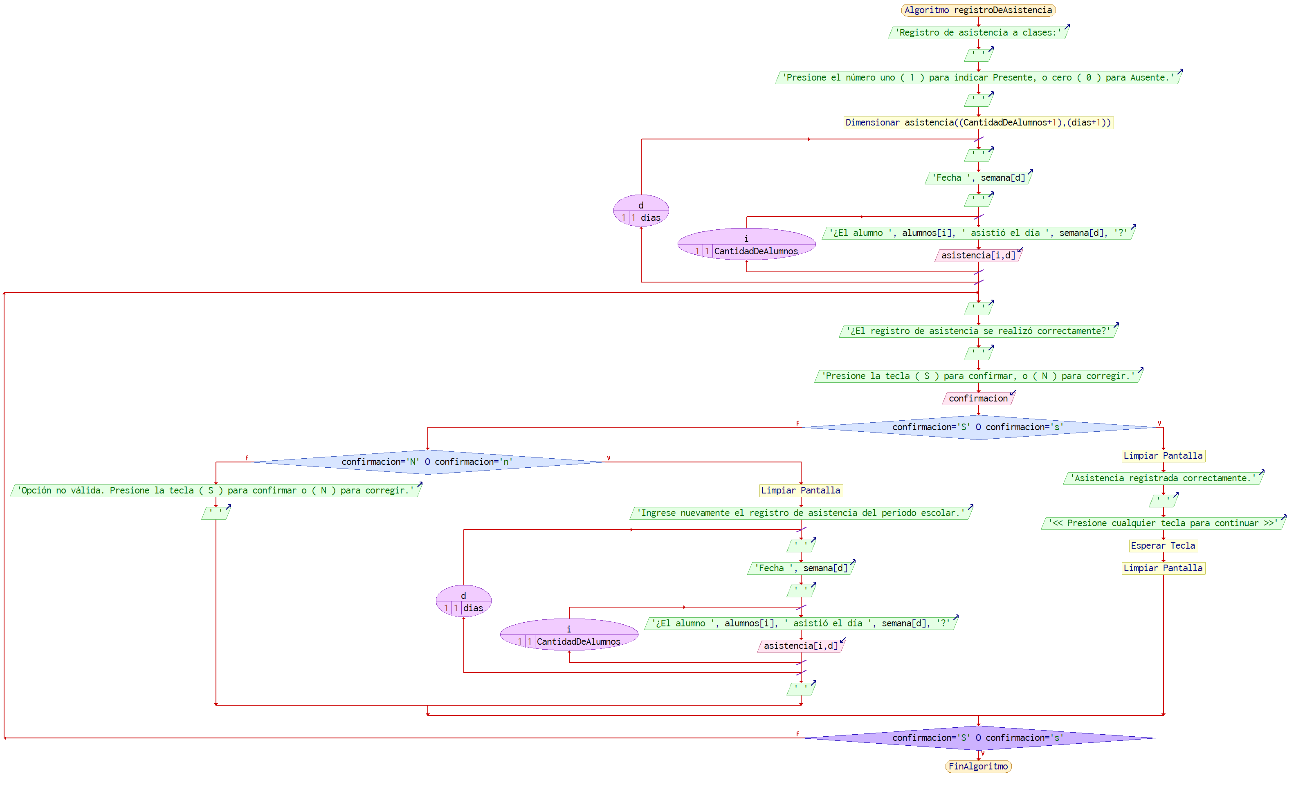 Algoritmo registroDeAsistencia
'Registro de asistencia a clases:'
' '
'Presione el número uno ( 1 ) para indicar Presente, o cero ( 0 ) para Ausente.'
' '
Dimensionar asistencia((CantidadDeAlumnos+1),(dias+1))
' '
'Fecha ', semana[d]
' '
d
1 1 dias
i
1 1 CantidadDeAlumnos
'¿El alumno ', alumnos[i], ' asistió el día ', semana[d], '?'
asistencia[i,d]
' '
'¿El registro de asistencia se realizó correctamente?'
' '
'Presione la tecla ( S ) para confirmar, o ( N ) para corregir.'
confirmacion
f
confirmacion='S' O confirmacion='s'
v
f
confirmacion='N' O confirmacion='n'
v
'Opción no válida. Presione la tecla ( S ) para confirmar o ( N ) para corregir.'
' '
Limpiar Pantalla
'Ingrese nuevamente el registro de asistencia del periodo escolar.'
' '
'Fecha ', semana[d]
' '
d
1 1 dias
i
1 1 CantidadDeAlumnos
'¿El alumno ', alumnos[i], ' asistió el día ', semana[d], '?'
asistencia[i,d]
' '
Limpiar Pantalla
'Asistencia registrada correctamente.'
' '
'<< Presione cualquier tecla para continuar >>'
Esperar Tecla
Limpiar Pantalla
f
confirmacion='S' O confirmacion='s'
v
FinAlgoritmo